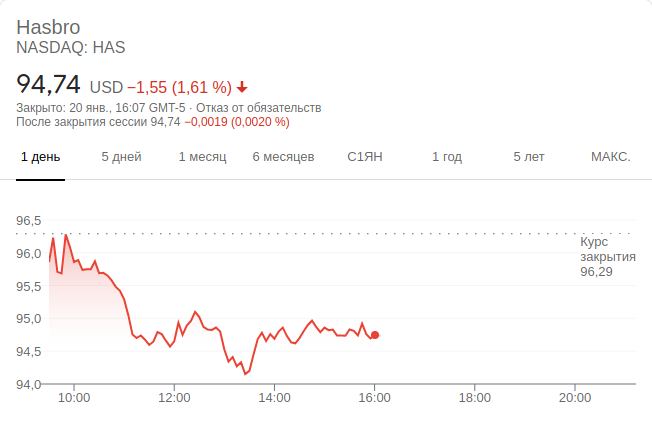 Hasbro
NASDAQ: HAS
94,74 USD −1,55 (1,61 %)
Закрыто: 20 янв., 16:07 GMT-5 · Отказ от обязательств
После закрытия сессии 94,74 −0,0019 (0,0020 %)
1 день 5 дней 1 месяц 6 месяцев С1ЯН 1 год 5 лет МАКС.
96,5
96,0
95,5
95,0
94,5
94,0
Курс
закрытия
96,29
10:00 12:00 14:00 16:00 18:00 20:00